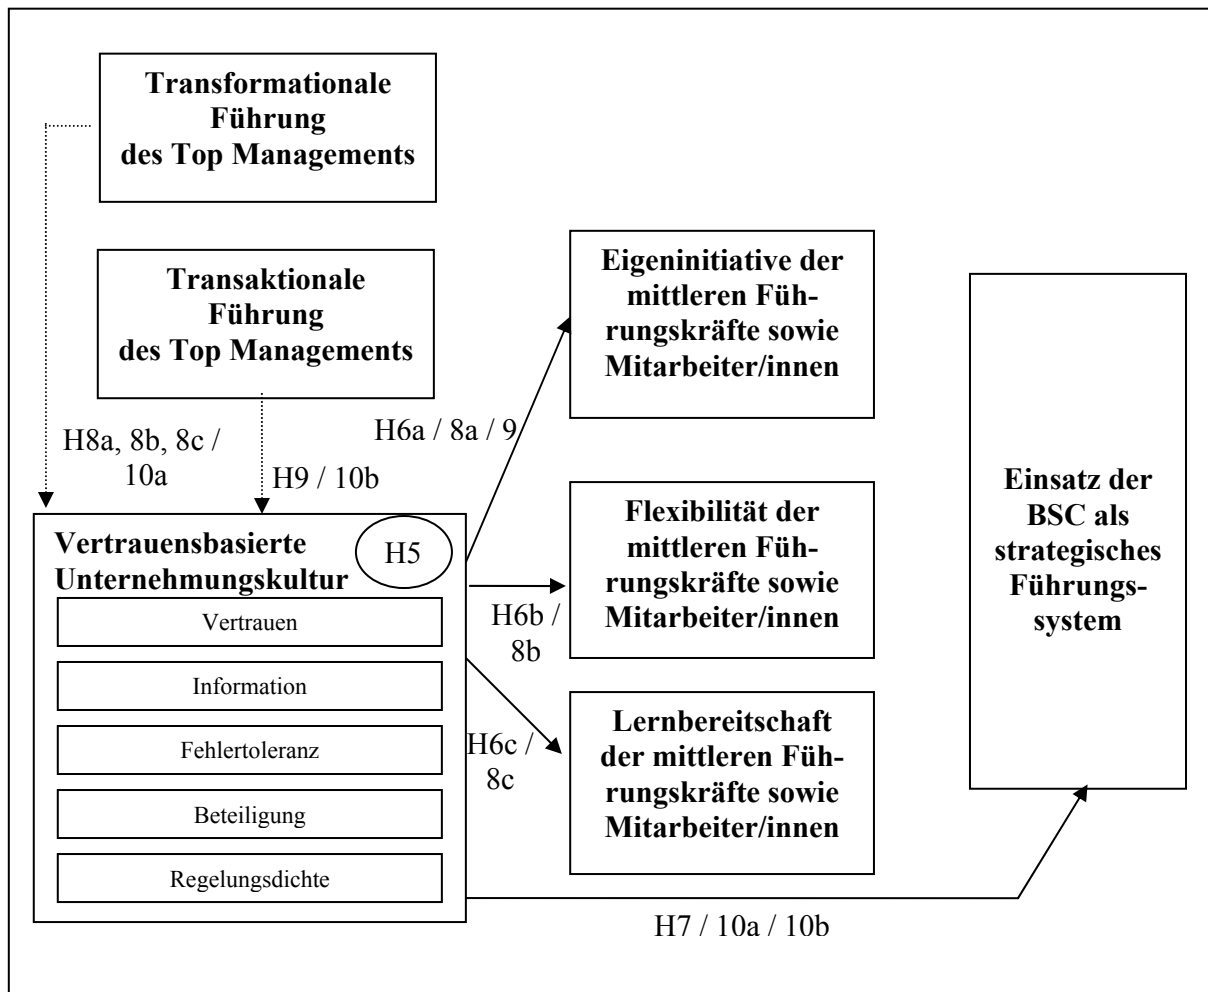 Transformationale
Führung
des Top Managements
Transaktionale
Führung
des Top Managements
H8a, 8b, 8c /
10a
H9 / 10b
H6a / 8a / 9
Vertrauensbasierte
Unternehmungskultur
H5
Vertrauen
Information
Fehlertoleranz
Beteiligung
Regelungsdichte
Eigeninitiative der
mittleren Füh-
rungskräfte sowie
Mitarbeiter/innen
H6b /
8b
Flexibilität der
mittleren Füh-
rungskräfte sowie
Mitarbeiter/innen
H6c /
8c
Lernbereitschaft
der mittleren Füh-
rungskräfte sowie
Mitarbeiter/innen
H7 / 10a / 10b
Einsatz der
BSC als
strategisches
Führungs-
system